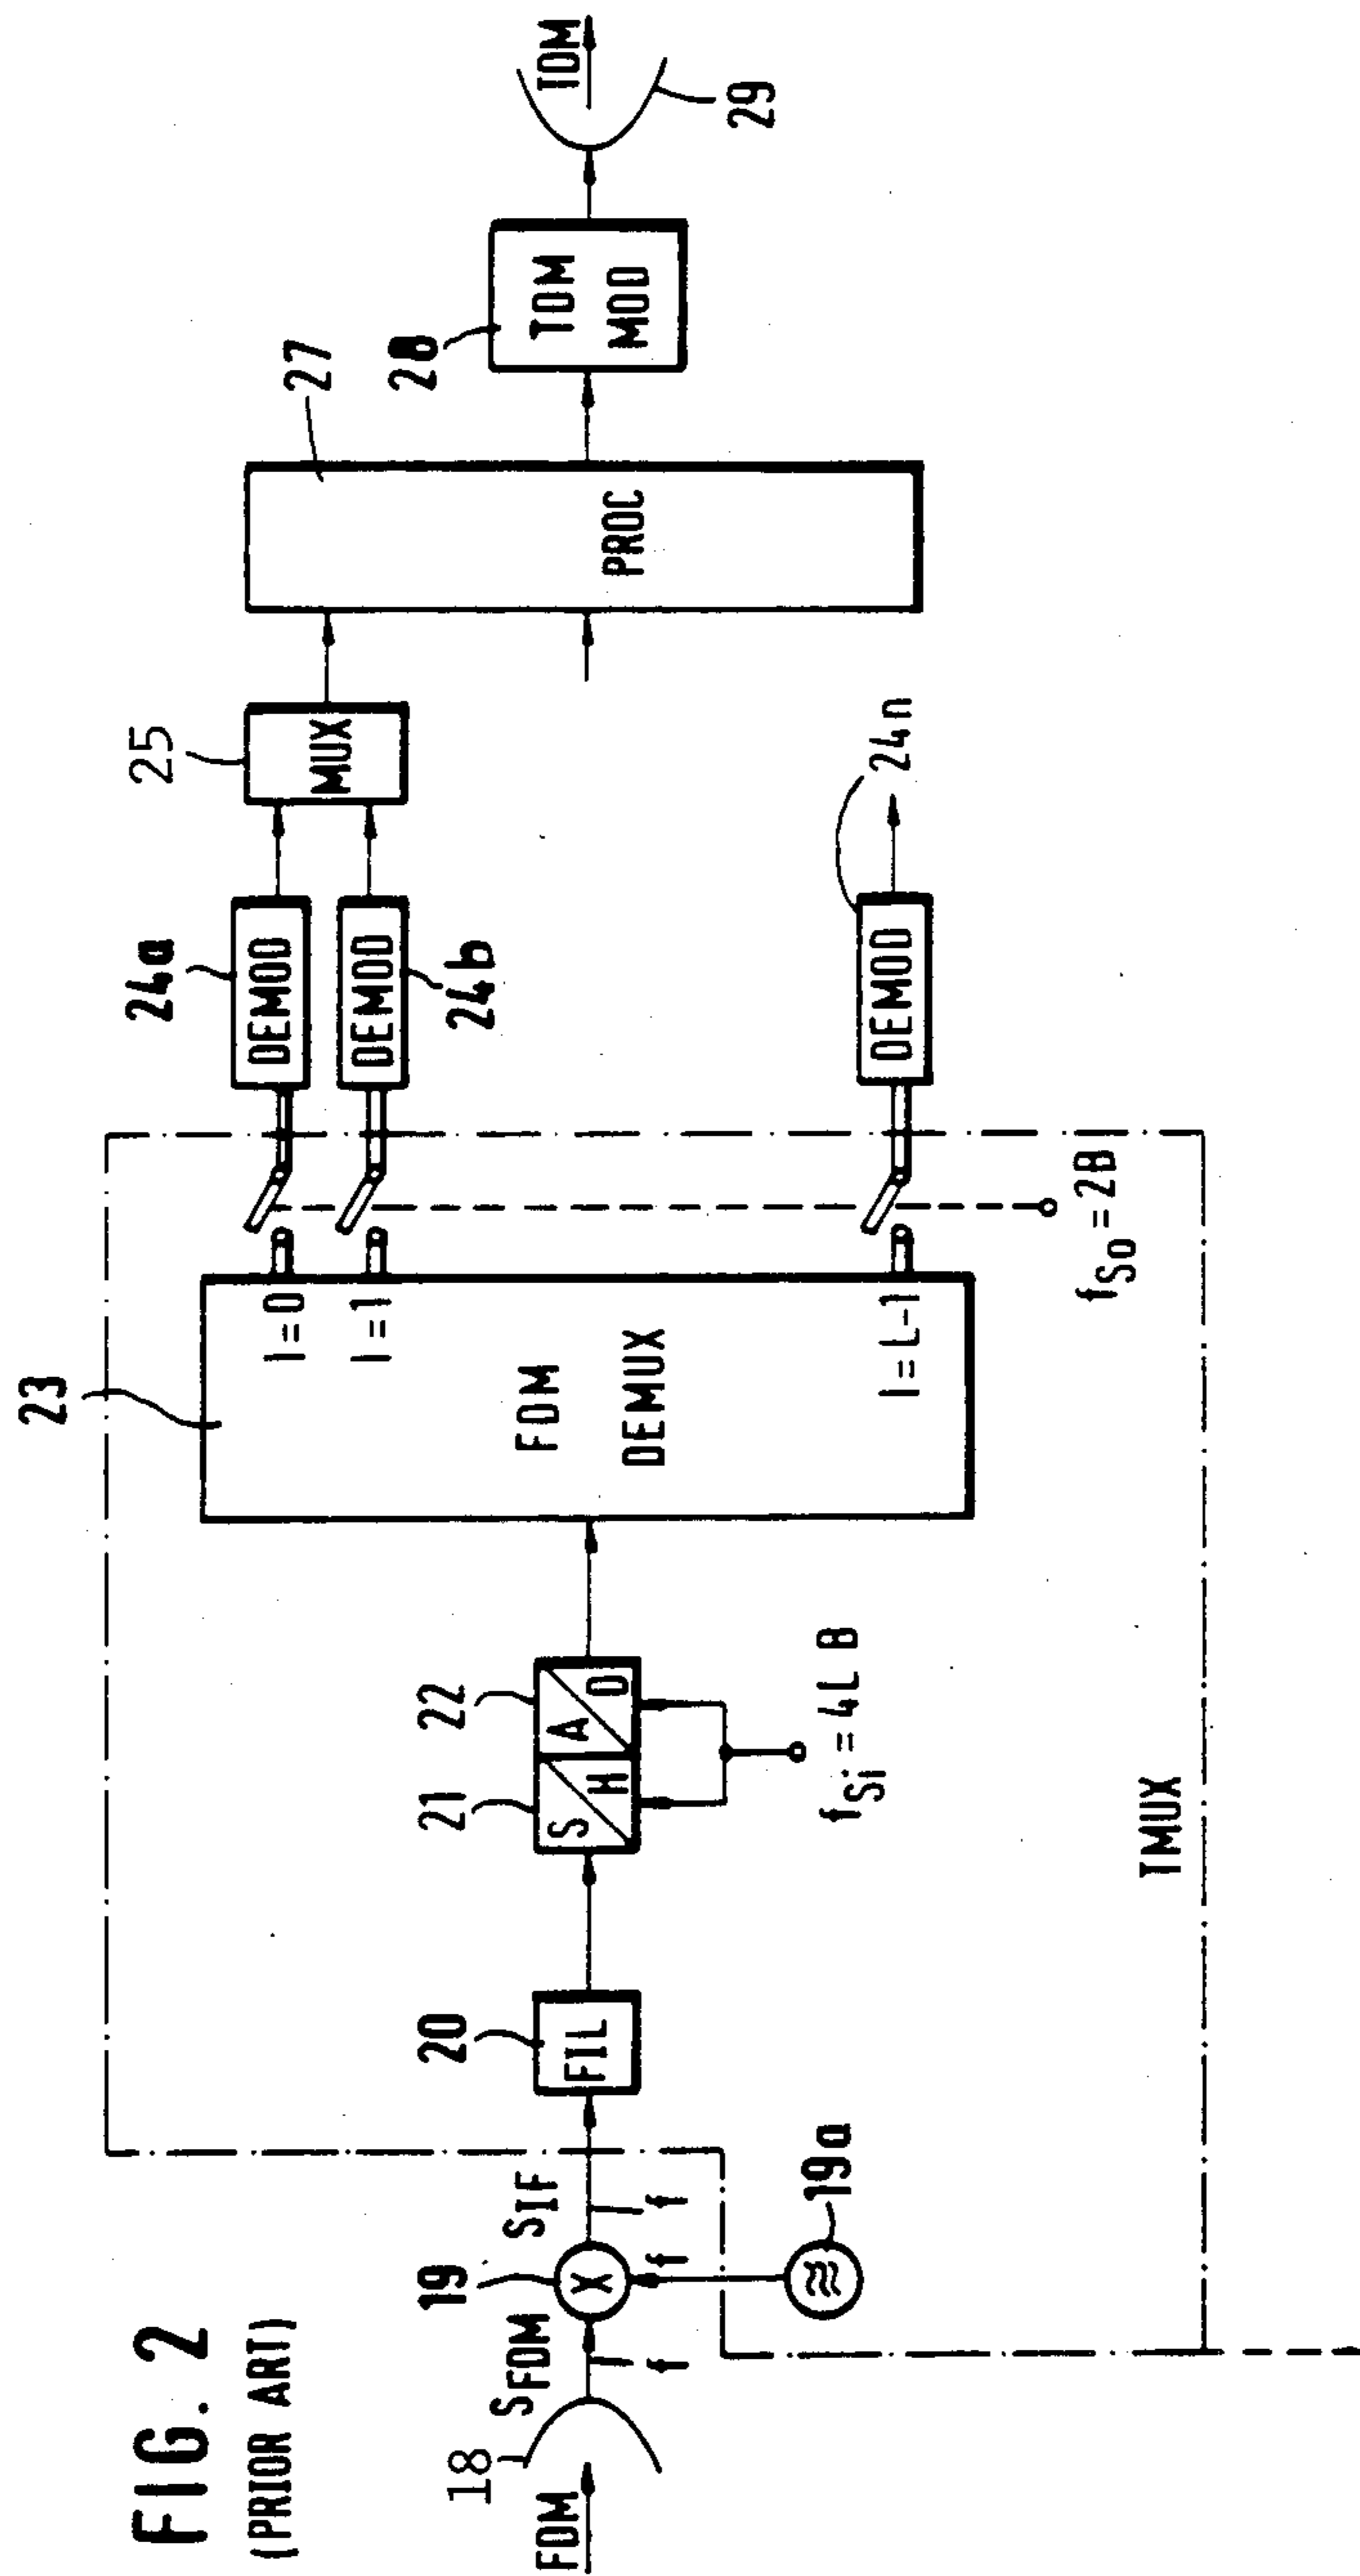 FIG. 2
(PRIOR ART)
FDM
18
S_FDM
f
19
X
f
19a
S_IF
f
20
FIL
21
22
S
H
A
D
f_Si = 4LB
23
FDM
DEMUX
l=0
l=1
l=L-1
f_So = 2B
TMUX
24a
DEMOD
DEMOD
24b
DEMOD
24n
25
MUX
27
PROC
28
TDM
MOD
TDM
29